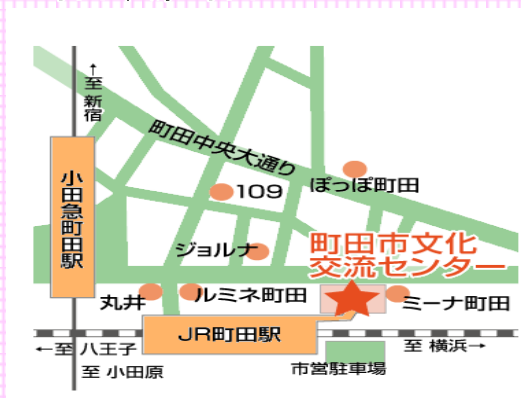 ←至 新宿
町田中央大通り
小田急町田駅
109
ぽっぽ町田
ジョルナ
町田市文化
交流センター
丸井
ルミネ町田
ミーナ町田
JR町田駅
←至 八王子
至 横浜→
至 小田原
市営駐車場